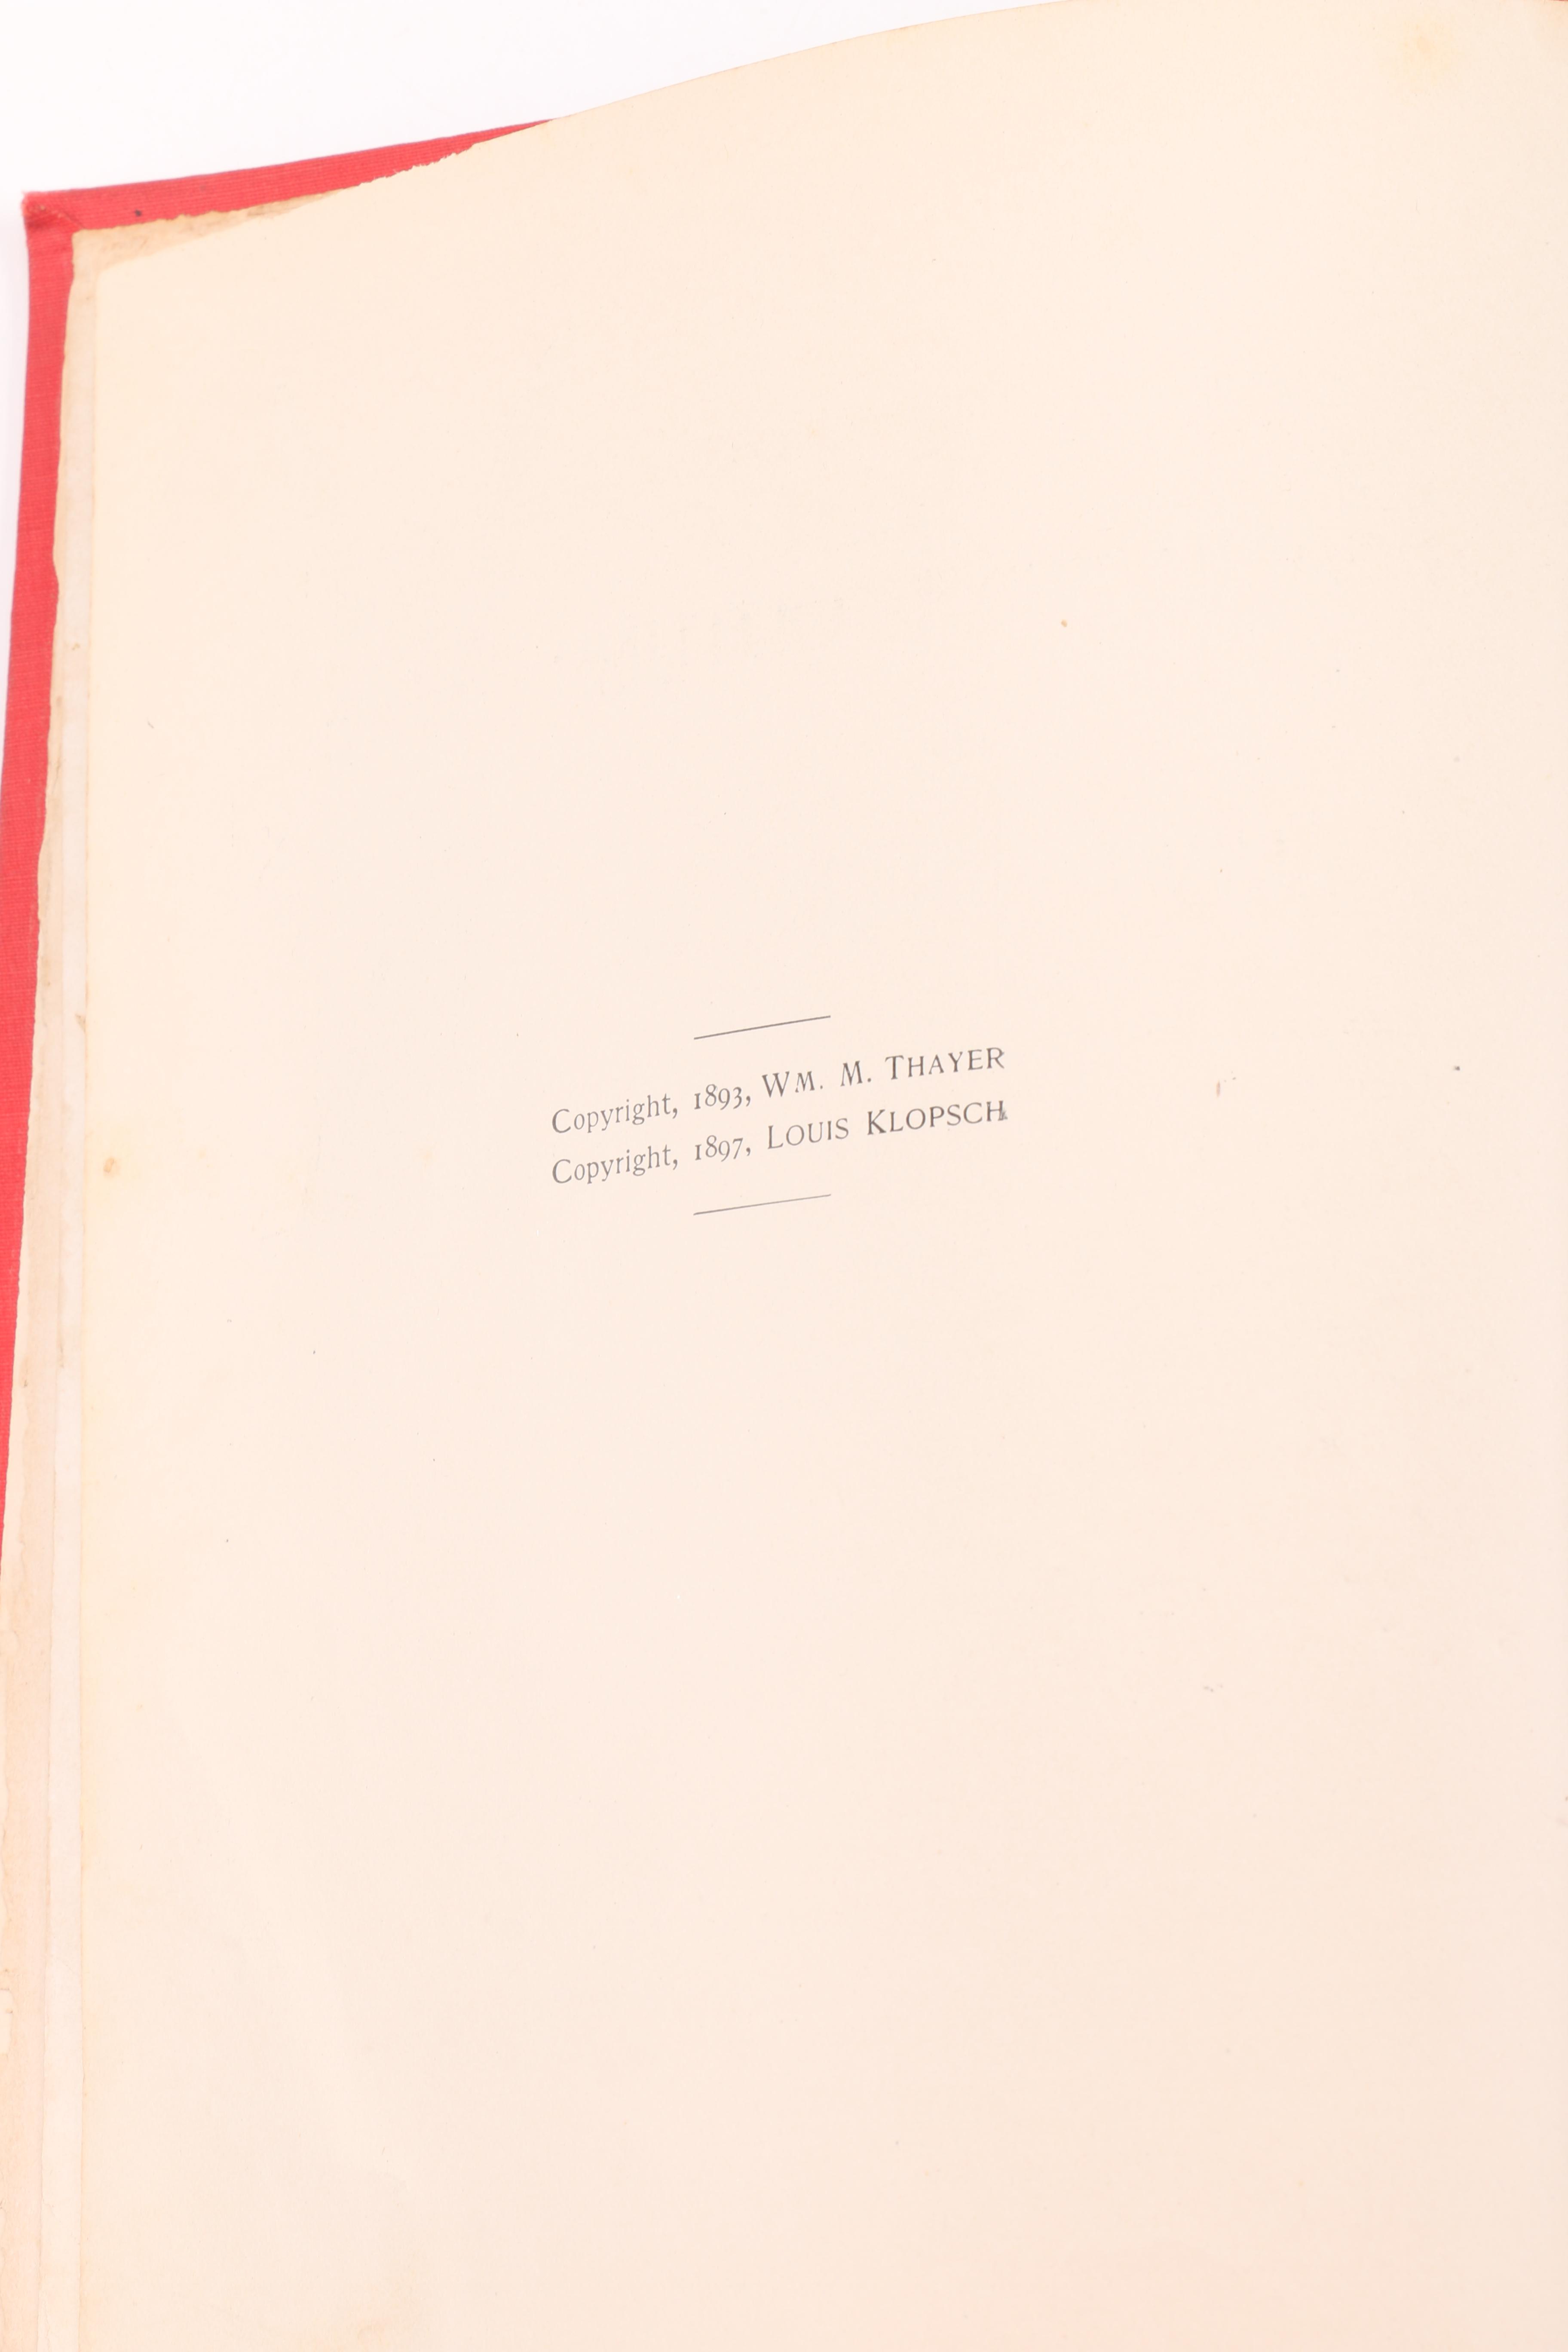 Copyright, 1893, WM. M. THAYER
Copyright, 1897, LOUIS KLOPSCH